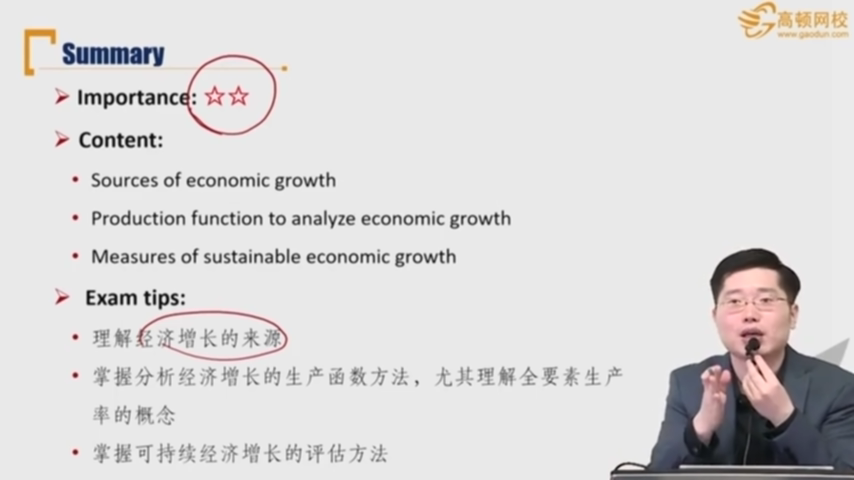 高顿网校
www.gaodun.com
Summary
Importance: ☆☆
Content:
Sources of economic growth
Production function to analyze economic growth
Measures of sustainable economic growth
Exam tips:
理解经济增长的来源
掌握分析经济增长的生产函数方法，尤其理解全要素生产
率的概念
掌握可持续经济增长的评估方法